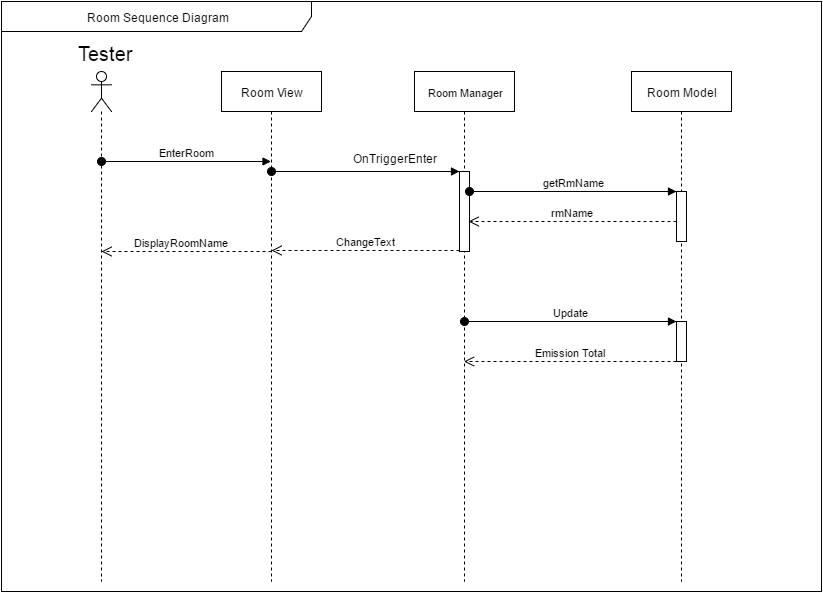 Room Sequence Diagram
Tester
Room View
Room Manager
Room Model
EnterRoom
OnTriggerEnter
getRmName
rmName
ChangeText
DisplayRoomName
Update
Emission Total